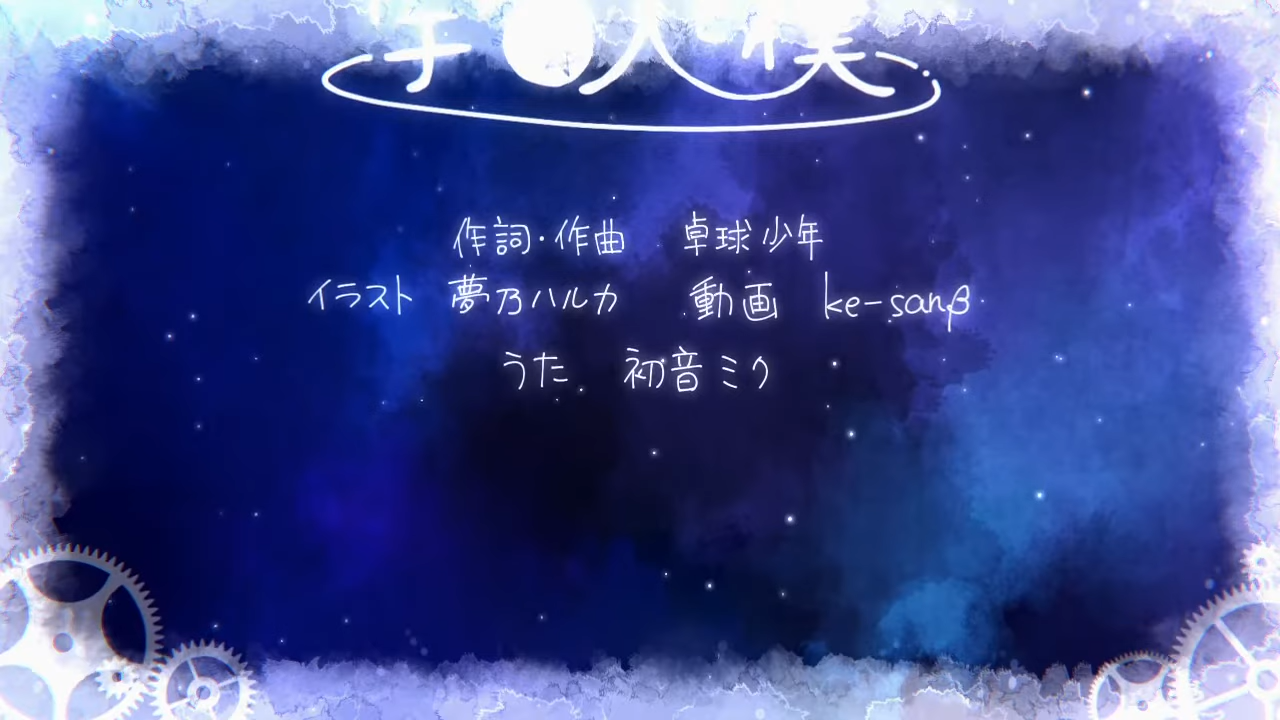 作詞・作曲 卓球少年
イラスト 夢乃ハルカ 動画 ke-sanβ
うた 初音ミク